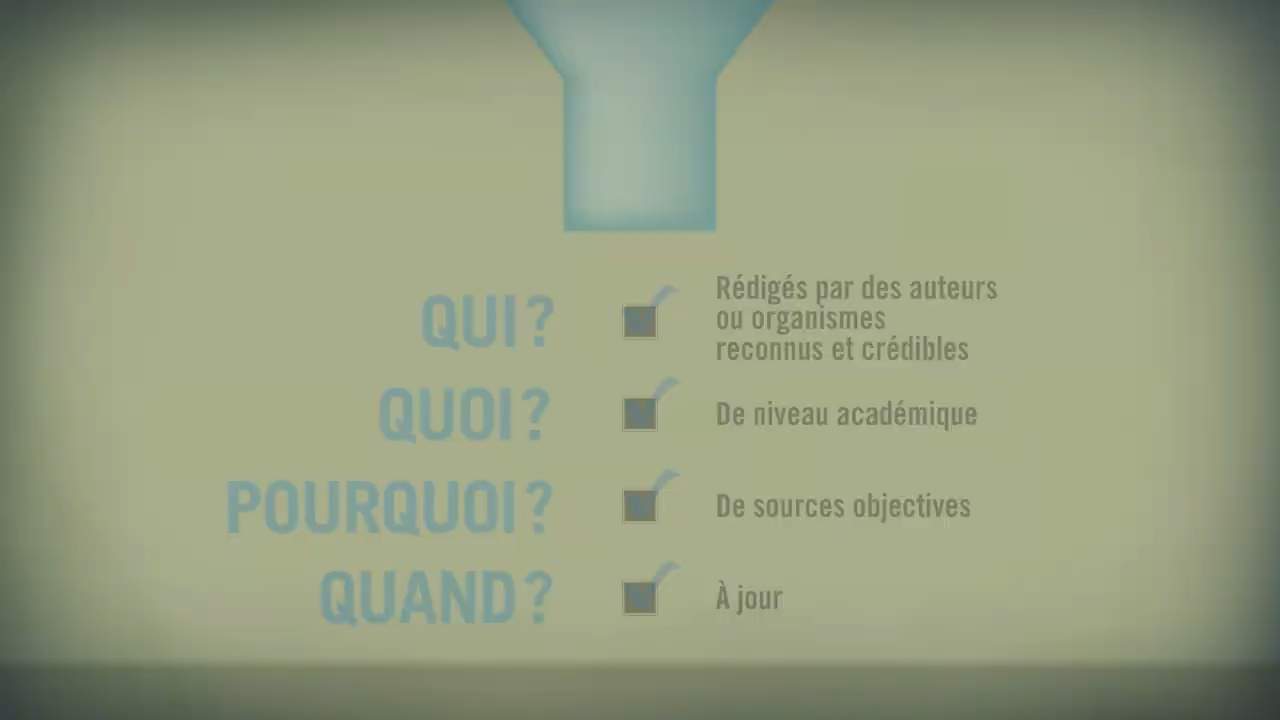 QUI ?
Rédigés par des auteurs
ou organismes
reconnus et crédibles
QUOI ?
De niveau académique
POURQUOI ?
De sources objectives
QUAND ?
À jour